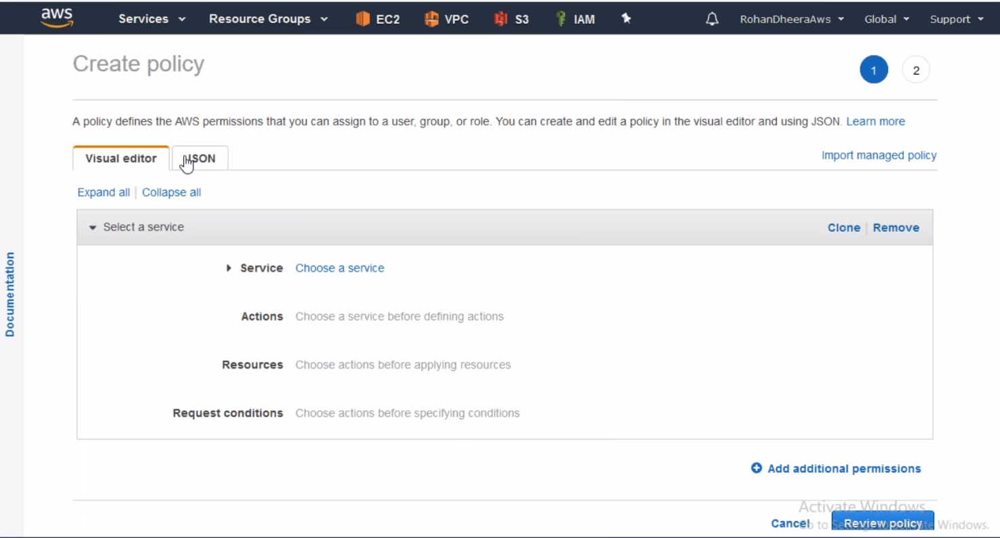 aws Services Resource Groups EC2 VPC S3 IAM RohanDheeraAws Global Support
Create policy
1 2
A policy defines the AWS permissions that you can assign to a user, group, or role. You can create and edit a policy in the visual editor and using JSON. Learn more
Visual editor JSON
Import managed policy
Expand all Collapse all
Select a service Clone Remove
Service Choose a service
Actions Choose a service before defining actions
Resources Choose actions before applying resources
Request conditions Choose actions before specifying conditions
Documentation
Add additional permissions
Activate Windows
Cancel Review policy
Go to Windows.